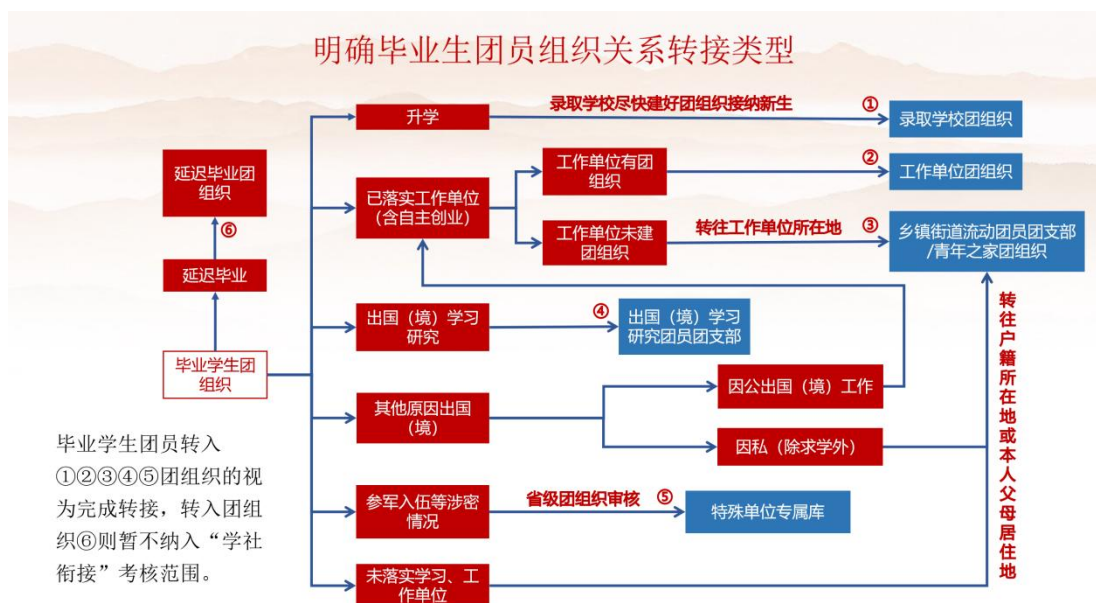 明确毕业生团员组织关系转接类型
升学
录取学校尽快建好团组织接纳新生
①
录取学校团组织
延迟毕业团
组织
⑥
延迟毕业
毕业学生团
组织
已落实工作单位
(含自主创业)
工作单位有团
组织
②
工作单位团组织
工作单位未建
团组织
转往工作单位所在地
③
乡镇街道流动团员团支部
/青年之家团组织
出国（境）学习
研究
④
出国（境）学习
研究团员团支部
其他原因出国
(境)
因公出国（境）工作
因私（除求学外）
转往户籍所在地或本人父母居住地
参军入伍等涉密
情况
省级团组织审核
⑤
特殊单位专属库
未落实学习、工
作单位
毕业学生团员转入
①②③④⑤团组织的视
为完成转接，转入团组
织⑥则暂不纳入“学社
衔接”考核范围。